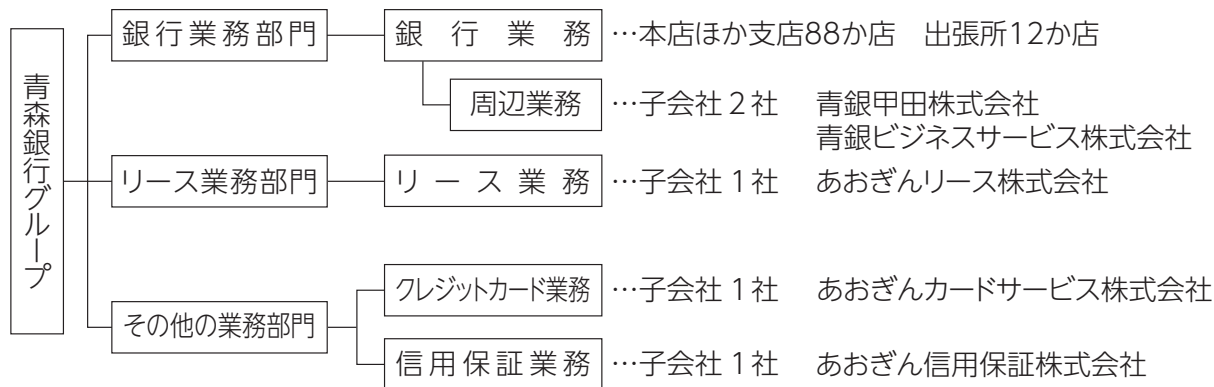 青森銀行グループ
銀行業務部門
銀行業務
…本店ほか支店88か店 出張所12か店
周辺業務
…子会社2社 青銀甲田株式会社
青銀ビジネスサービス株式会社
リース業務部門
リース業務
…子会社1社 あおぎんリース株式会社
その他の業務部門
クレジットカード業務
…子会社1社 あおぎんカードサービス株式会社
信用保証業務
…子会社1社 あおぎん信用保証株式会社